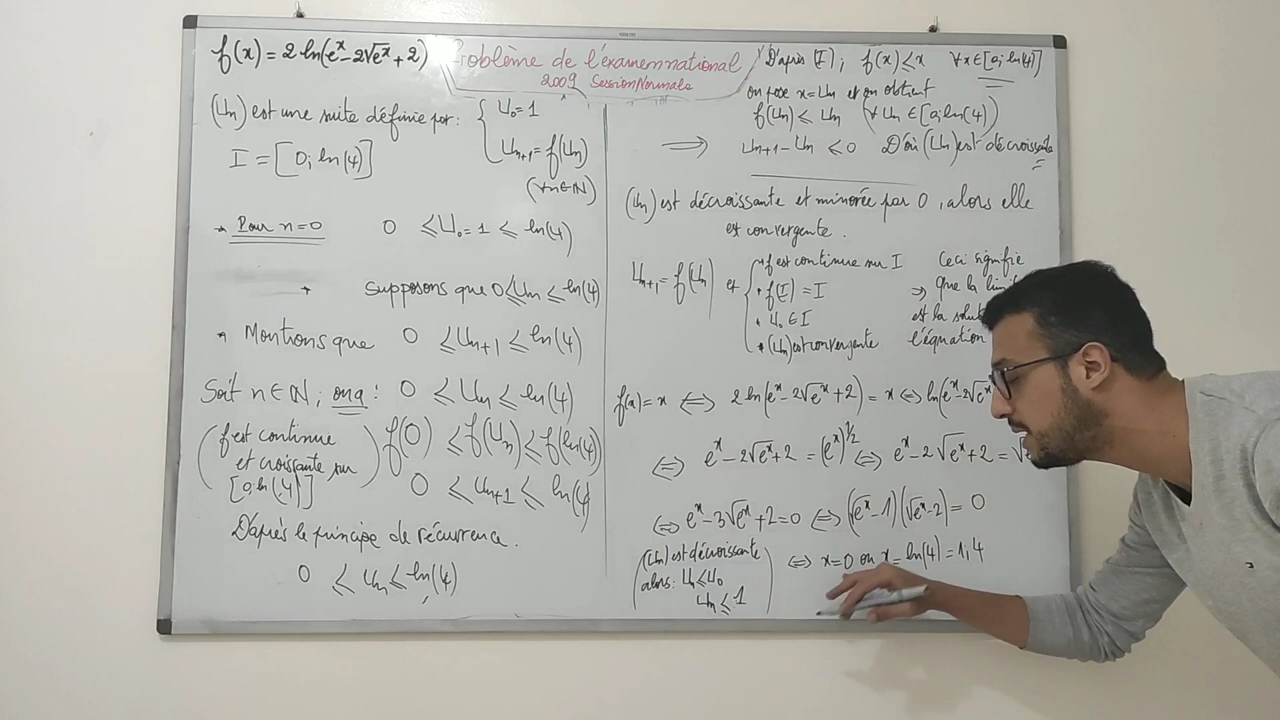 f(x) = 2 ln(e^x - 2√e^x + 2)
Problème de l'examen national
2009 Session Normale
(Un) est une suite définie par : { U₀ = 1
Un+1 = f(Un)
(∀n∈ℕ)
I = [0; ln(4)]
* Pour n=0 0 ≤ U₀ = 1 ≤ ln(4)
* supposons que 0 ≤ Un ≤ ln(4)
* Montrons que 0 ≤ Un+1 ≤ ln(4)
Soit n∈ℕ; on a : 0 ≤ Un ≤ ln(4)
(f est continue et croissante sur [0, ln(4)]) f(0) ≤ f(Un) ≤ f(ln(4))
0 ≤ Un+1 ≤ ln(4)
D'après le principe de récurrence.
0 ≤ Un ≤ ln(4)
D'après (I) ; f(x) ≤ x ∀x∈[0; ln(4)]
on pose x = Un et on obtient
f(Un) ≤ Un (∀ Un ∈ [0; ln(4)])
⟹ Un+1 - Un ≤ 0 D'où (Un) est décroissante
(Un) est décroissante et minorée par 0, alors elle
est convergente.
Un+1 = f(Un) et { * f est continue sur I
* f(I) = I
* U₀ ∈ I
* (Un) est convergente
Ceci signifie
⇒ que la
est la
l'équation
f(x) = x ⟺ 2 ln(e^x - 2√e^x + 2) = x ⟺ ln(e^x - 2√e^x
⟺ e^x - 2√e^x + 2 = (e^x)^1/2 ⟺ e^x - 2√e^x + 2 = √e
⟺ e^x - 3√e^x + 2 = 0 ⟺ (√e^x - 1)(√e^x - 2) = 0
⟺ x = 0 ou x = ln(4) = 1,4
(Un) est décroissante
alors : Un ≤ U₀
Un ≤ 1